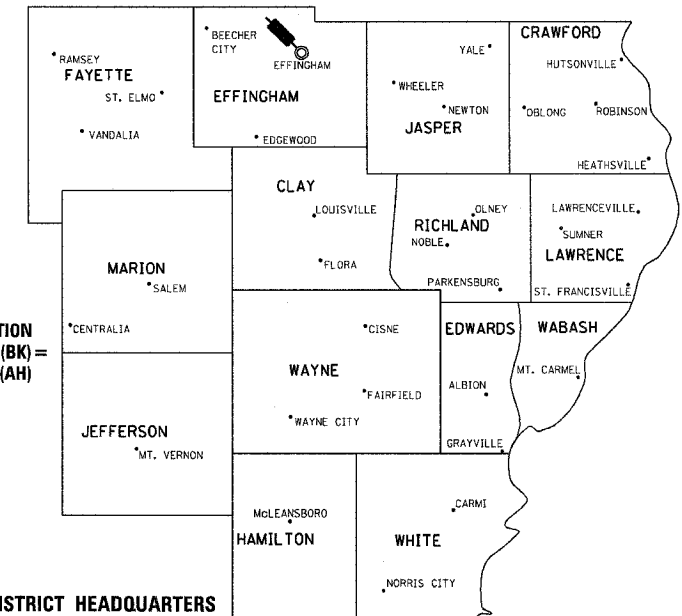 CRAWFORD
BEECHER
CITY
YALE
RAMSEY
HUTSONVILLE
EFFINGHAM
FAYETTE
WHEELER
ST. ELMO
EFFINGHAM
NEWTON
OBLONG
ROBINSON
JASPER
VANDALIA
EDGEWOOD
HEATHSVILLE
CLAY
LOUISVILLE
OLNEY
LAWRENCEVILLE
RICHLAND
NOBLE
SUMNER
LAWRENCE
MARION
FLORA
SALEM
PARKENSBURG
ST. FRANCISVILLE
TION
CENTRALIA
CISNE
EDWARDS
WABASH
(BK)=
(AH)
WAYNE
MT. CARMEL
ALBION
FAIRFIELD
WAYNE CITY
JEFFERSON
GRAYVILLE
MT. VERNON
CARMI
McLEANSBORO
HAMILTON
WHITE
NORRIS CITY
ISTRICT HEADQUARTERS